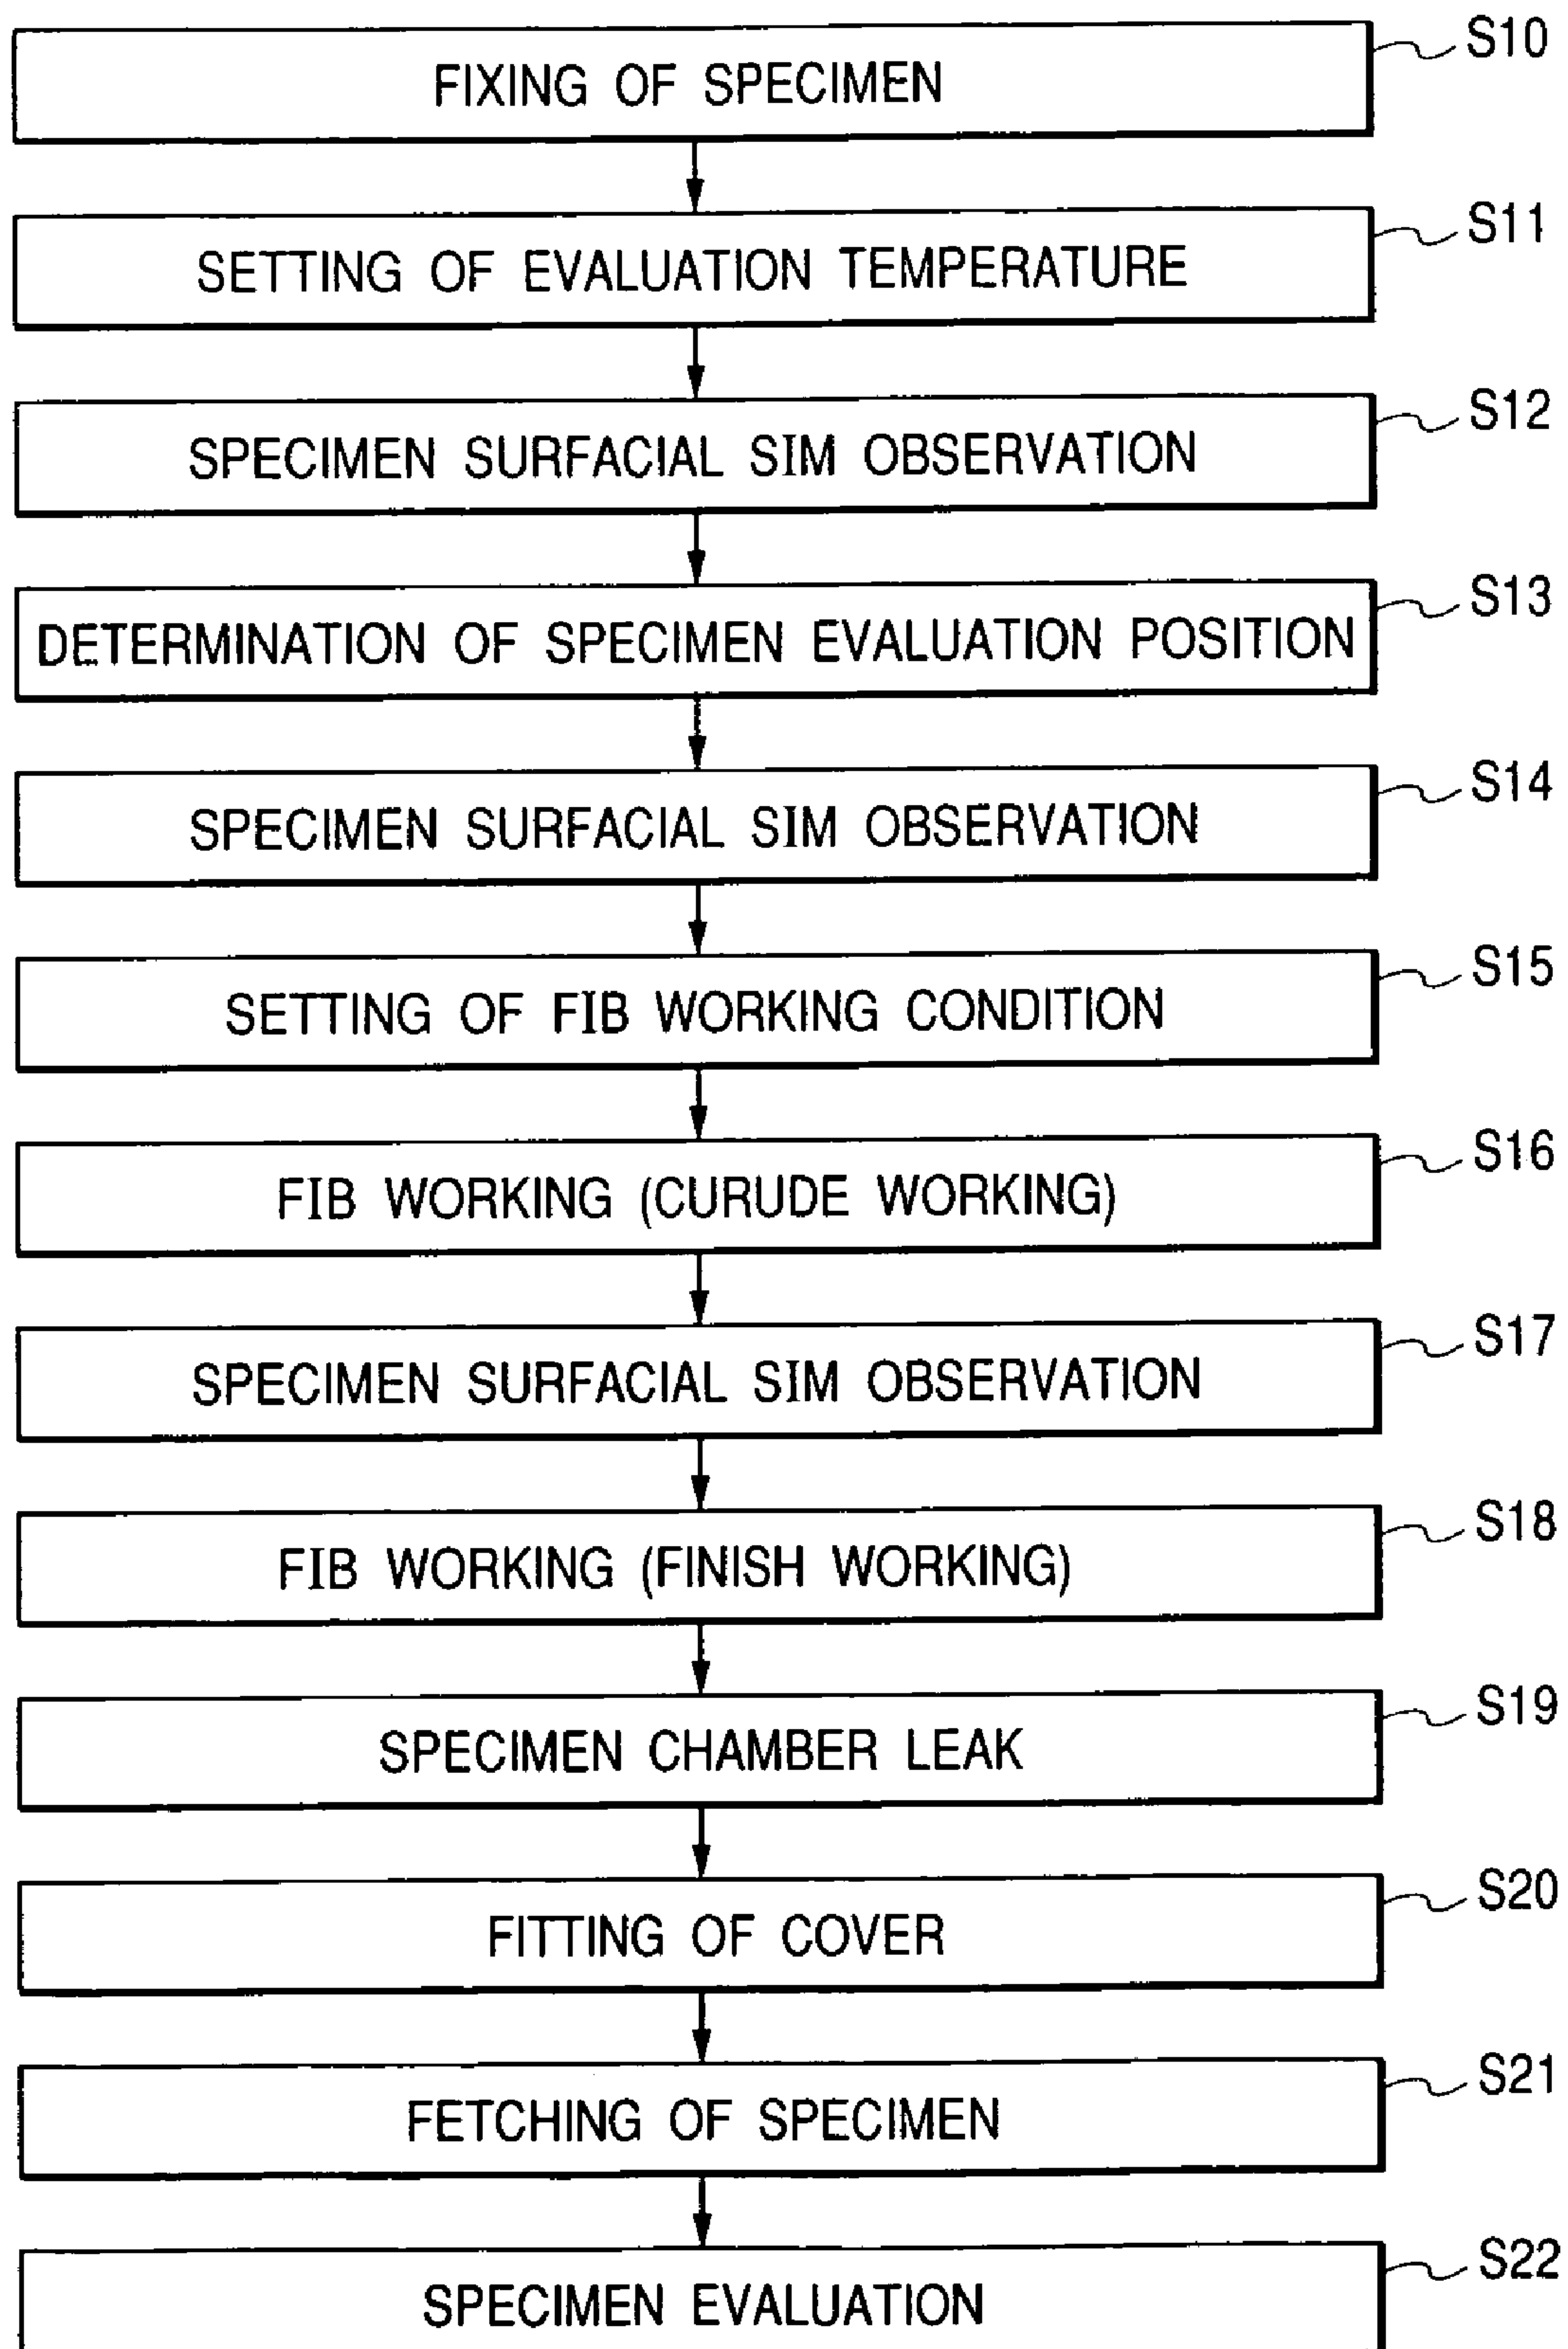 S10
FIXING OF SPECIMEN
S11
SETTING OF EVALUATION TEMPERATURE
S12
SPECIMEN SURFACIAL SIM OBSERVATION
S13
DETERMINATION OF SPECIMEN EVALUATION POSITION
S14
SPECIMEN SURFACIAL SIM OBSERVATION
S15
SETTING OF FIB WORKING CONDITION
S16
FIB WORKING (CURUDE WORKING)
S17
SPECIMEN SURFACIAL SIM OBSERVATION
S18
FIB WORKING (FINISH WORKING)
S19
SPECIMEN CHAMBER LEAK
S20
FITTING OF COVER
S21
FETCHING OF SPECIMEN
S22
SPECIMEN EVALUATION